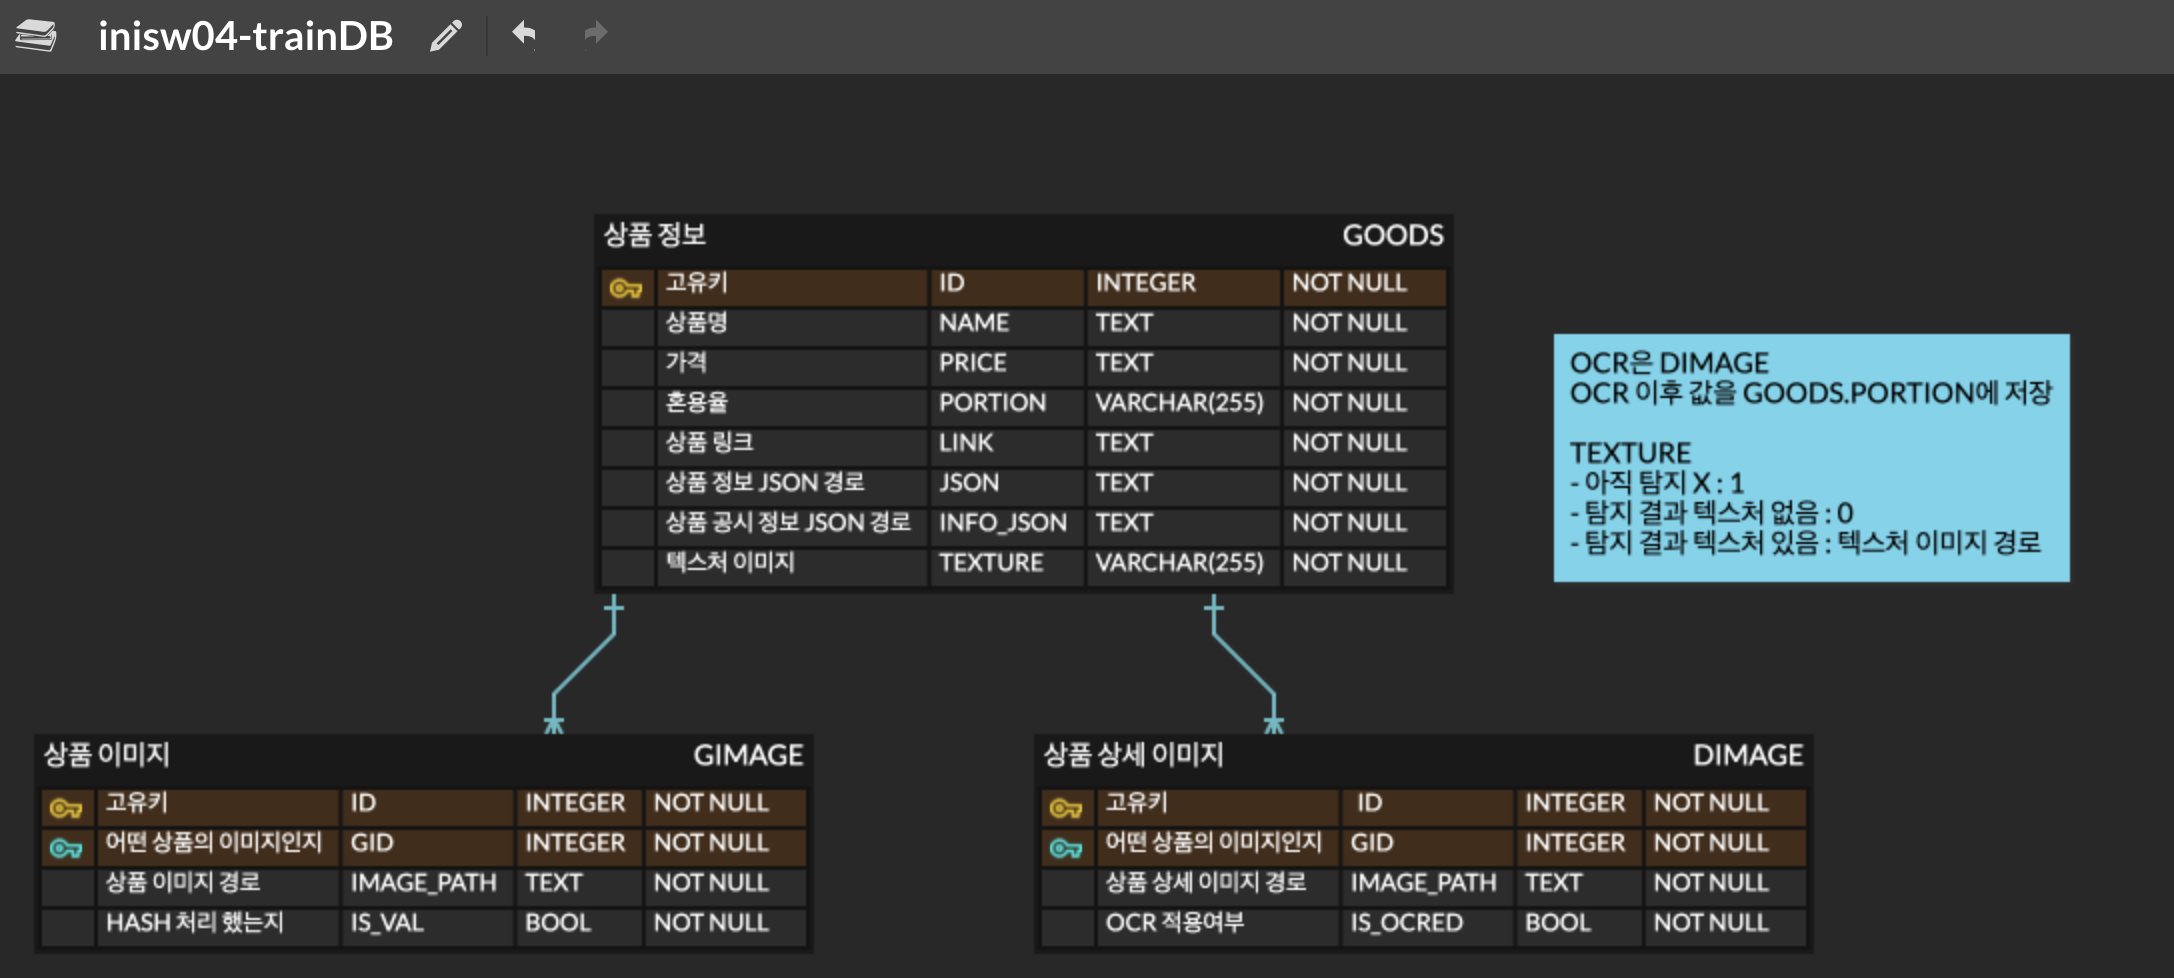 inisw04-trainDB
상품 정보 GOODS
고유키 ID INTEGER NOT NULL
상품명 NAME TEXT NOT NULL
가격 PRICE TEXT NOT NULL
혼용율 PORTION VARCHAR(255) NOT NULL
상품 링크 LINK TEXT NOT NULL
상품 정보 JSON 경로 JSON TEXT NOT NULL
상품 공시 정보 JSON 경로 INFO_JSON TEXT NOT NULL
텍스처 이미지 TEXTURE VARCHAR(255) NOT NULL
OCR은 DIMAGE
OCR 이후 값을 GOODS.PORTION에 저장
TEXTURE
- 아직 탐지 X : 1
- 탐지 결과 텍스처 없음 : 0
- 탐지 결과 텍스처 있음 : 텍스처 이미지 경로
상품 이미지 GIMAGE
고유키 ID INTEGER NOT NULL
어떤 상품의 이미지인지 GID INTEGER NOT NULL
상품 이미지 경로 IMAGE_PATH TEXT NOT NULL
HASH 처리 했는지 IS_VAL BOOL NOT NULL
상품 상세 이미지 DIMAGE
고유키 ID INTEGER NOT NULL
어떤 상품의 이미지인지 GID INTEGER NOT NULL
상품 상세 이미지 경로 IMAGE_PATH TEXT NOT NULL
OCR 적용여부 IS_OCRED BOOL NOT NULL